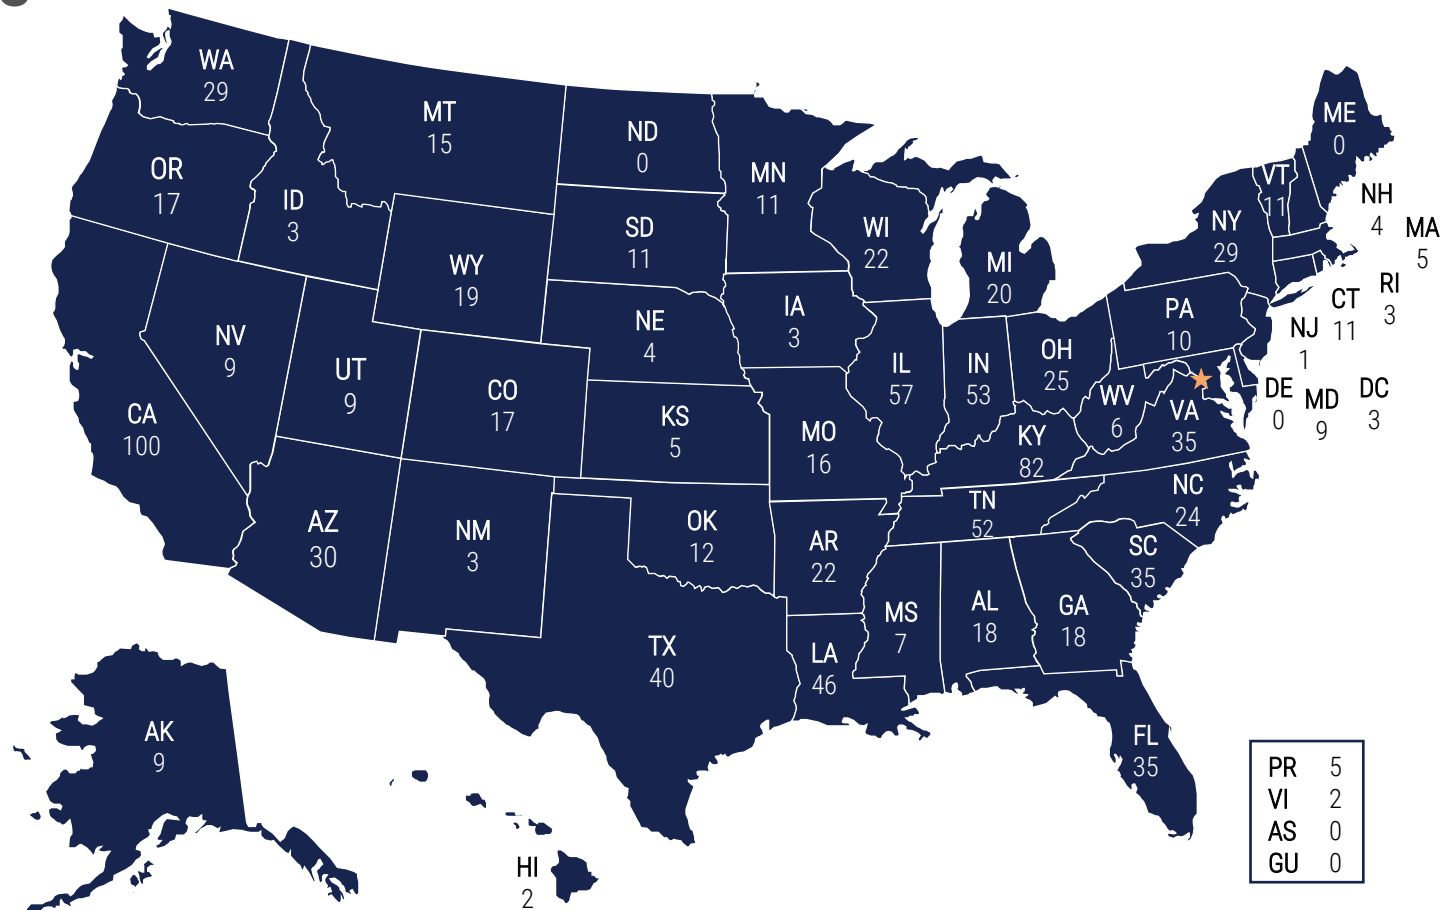 WA
29
MT
15
ND
0
MN
11
ME
0
OR
17
ID
3
VT
11
NH
4
SD
11
WI
22
NY
29
MA
5
WY
19
MI
20
RI
3
CT
11
IA
3
PA
10
NJ
1
NV
9
NE
4
UT
9
CO
17
IL
57
IN
53
OH
25
DE
0
MD
9
DC
3
CA
100
KS
5
MO
16
KY
82
WV
6
VA
35
AZ
30
NM
3
OK
12
AR
22
TN
52
NC
24
SC
35
MS
7
AL
18
GA
18
TX
40
LA
46
AK
9
FL
35
HI
2
PR 5
VI 2
AS 0
GU 0